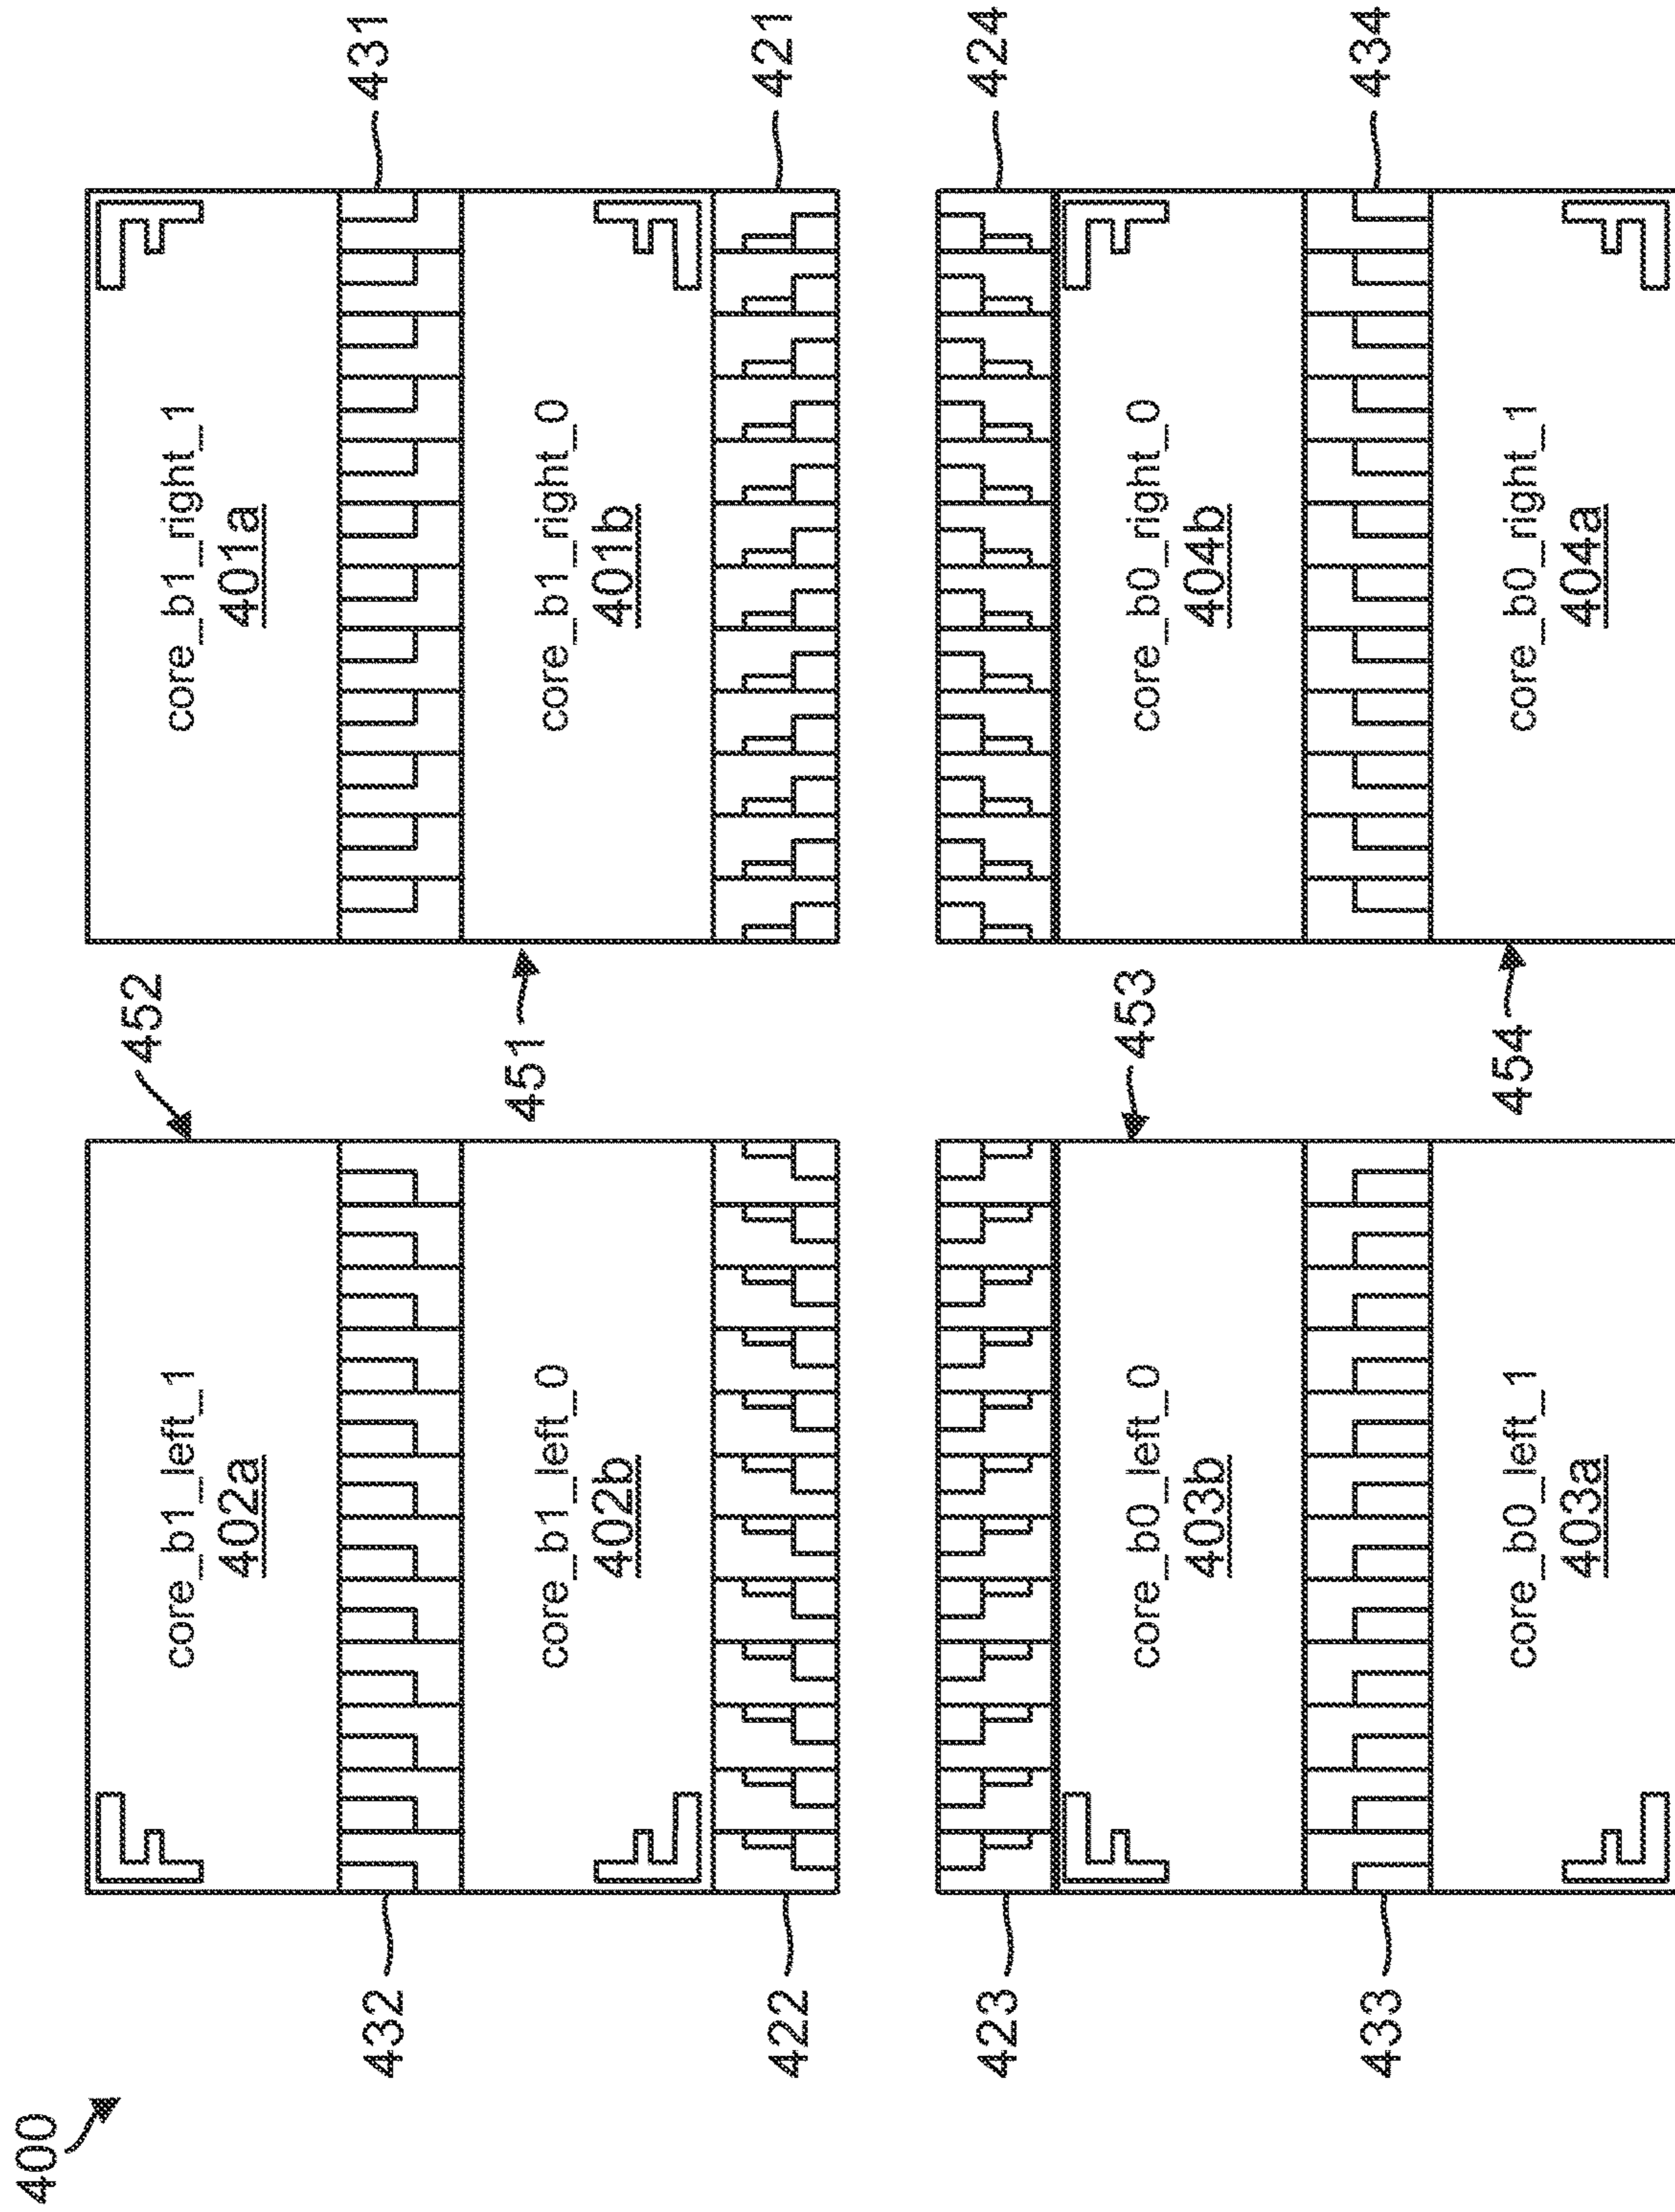 400
452
431
432
core_b1_left_1
402a
core_b1_right_1
401a
core_b1_left_0
402b
core_b1_right_0
401b
451
422
421
423
424
453
core_b0_left_0
403b
core_b0_right_0
404b
433
434
core_b0_left_1
403a
core_b0_right_1
404a
454